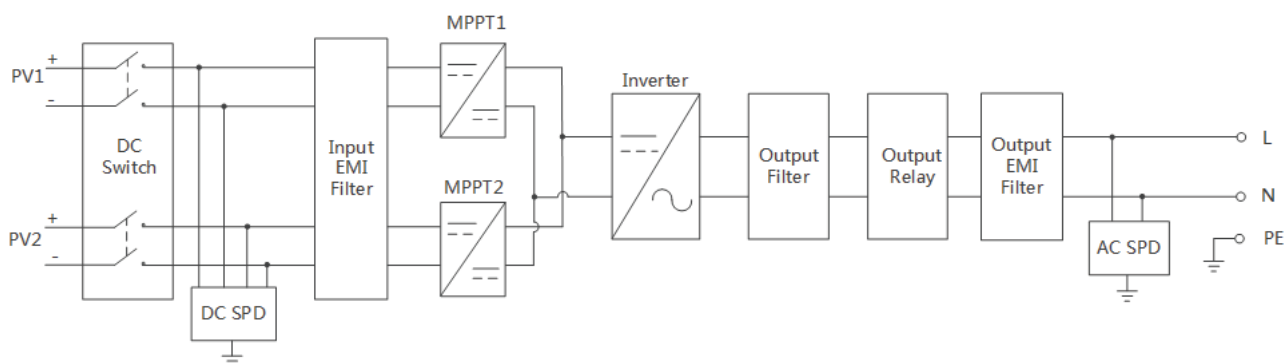 MPPT1
PV1
+
-
DC
Switch
Input
EMI
Filter
Inverter
Output
Filter
Output
Relay
Output
EMI
Filter
L
N
PE
MPPT2
PV2
+
-
DC SPD
AC SPD